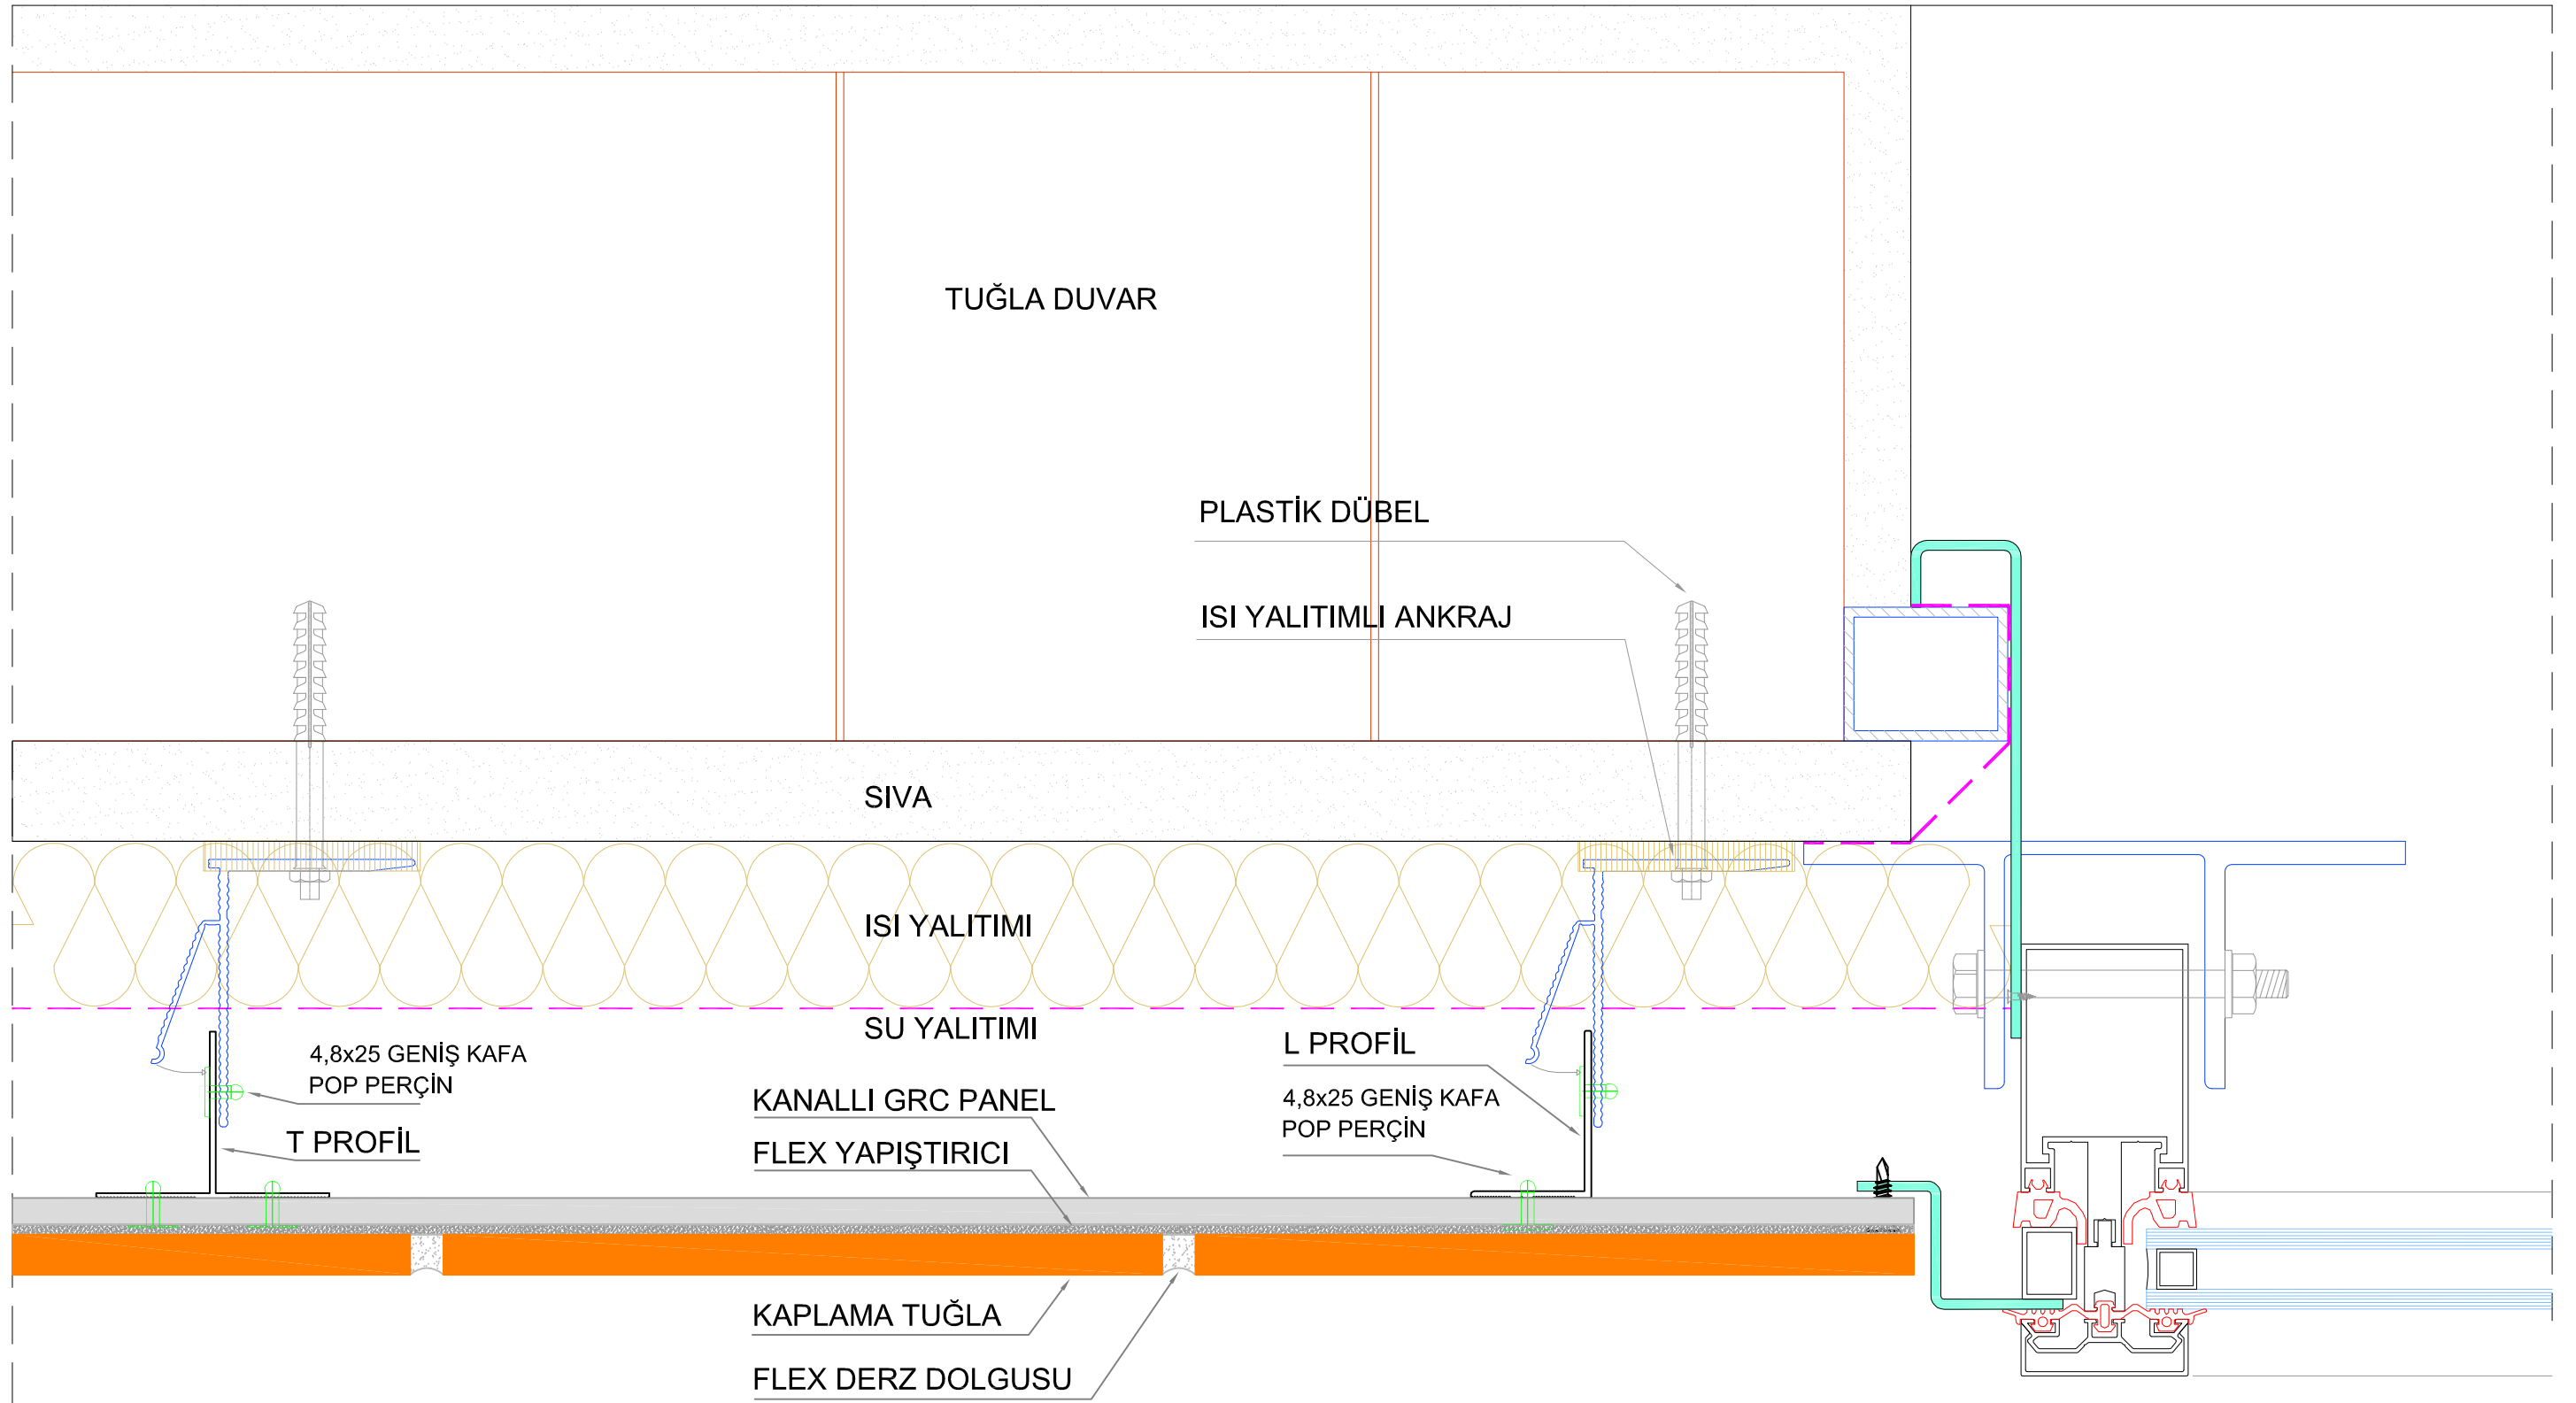 TUĞLA DUVAR
PLASTİK DÜBEL
ISI YALITIMLI ANKRAJ
SIVA
ISI YALITIMI
SU YALITIMI
4,8x25 GENİŞ KAFA
POP PERÇİN
T PROFİL
KANALLI GRC PANEL
FLEX YAPIŞTIRICI
L PROFİL
4,8x25 GENİŞ KAFA
POP PERÇİN
KAPLAMA TUĞLA
FLEX DERZ DOLGUSU